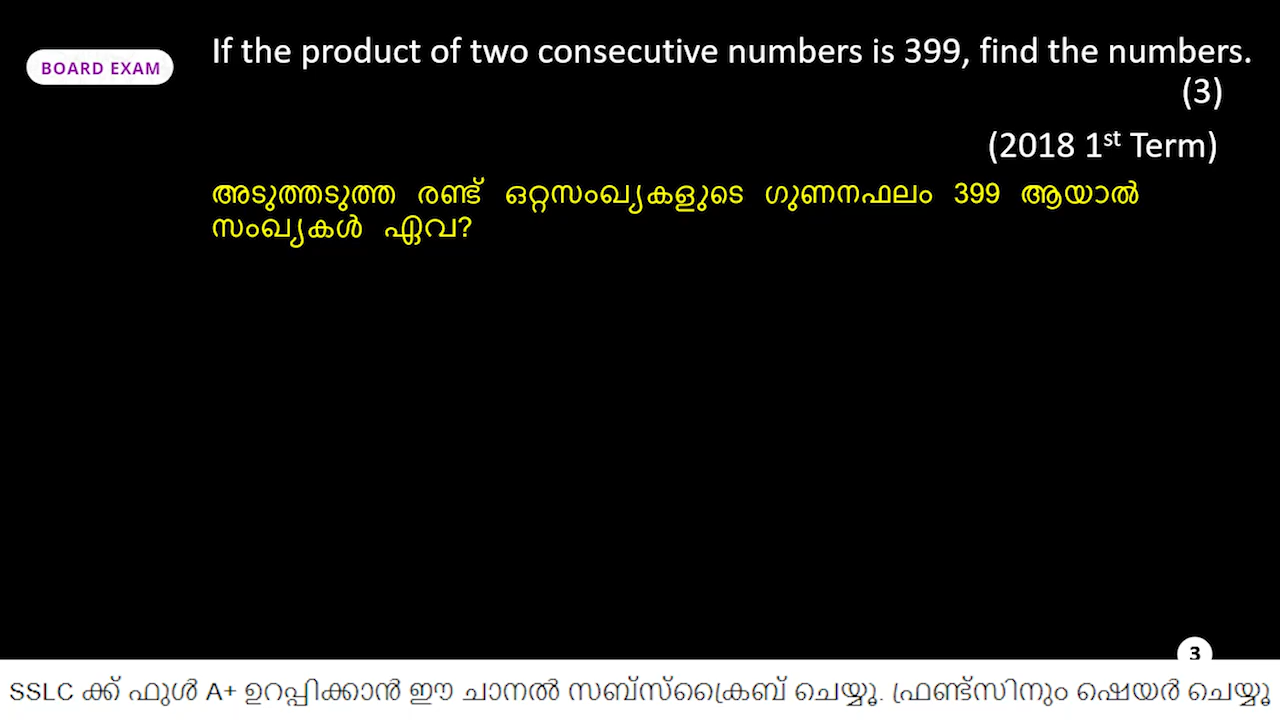 BOARD EXAM
If the product of two consecutive numbers is 399, find the numbers.
(3)
(2018 1st Term)
അടുത്തടുത്ത രണ്ട് ഒറ്റസംഖ്യകളുടെ ഗുണനഫലം 399 ആയാൽ
സംഖ്യകൾ ഏവ?
3
SSLC ക്ക് ഫുൾ A+ ഉറപ്പിക്കാൻ ഈ ചാനൽ സബ്സ്ക്രൈബ് ചെയ്യൂ. ഫ്രണ്ട്സിനും ഷെയർ ചെയ്യൂ